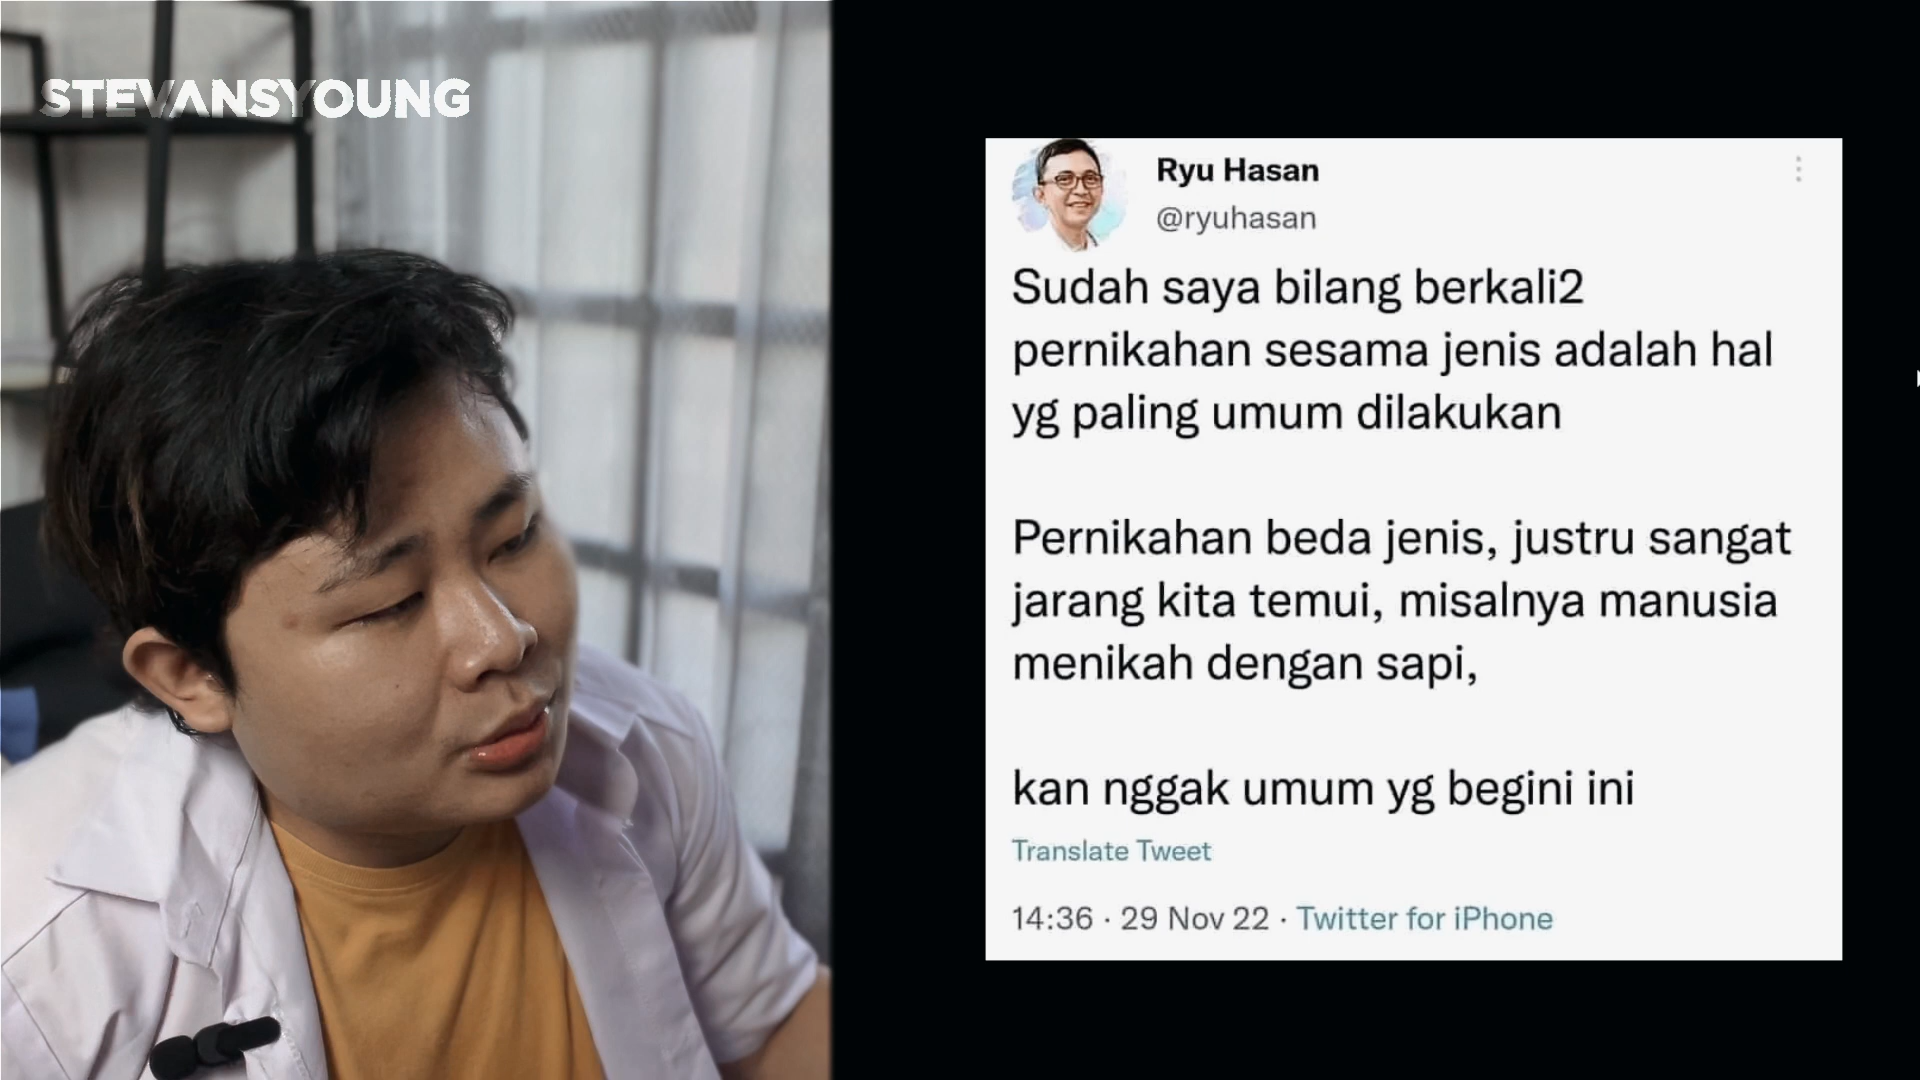 STEVANSYOUNG
Ryu Hasan
@ryuhasan
Sudah saya bilang berkali2
pernikahan sesama jenis adalah hal
yg paling umum dilakukan
Pernikahan beda jenis, justru sangat
jarang kita temui, misalnya manusia
menikah dengan sapi,
kan nggak umum yg begini ini
Translate Tweet
14:36 · 29 Nov 22 · Twitter for iPhone